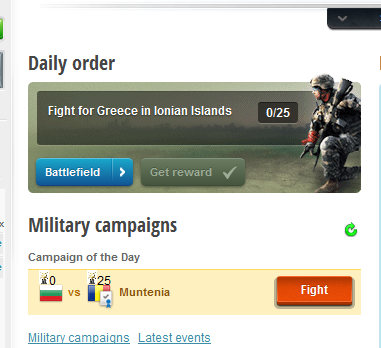 Daily order
Fight for Greece in Ionian Islands 0/25
Battlefield Get reward
Military campaigns
Campaign of the Day
0 vs 25 Muntenia Fight
Military campaigns Latest events